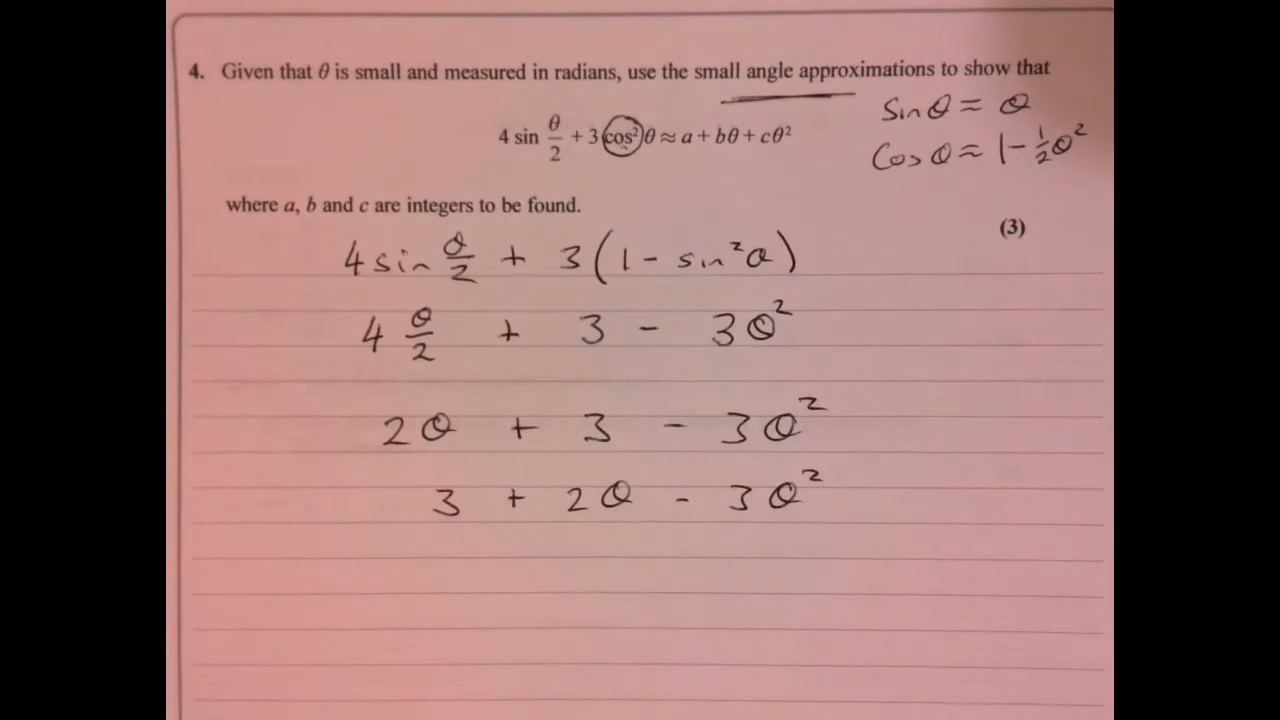 4. Given that θ is small and measured in radians, use the small angle approximations to show that
sin θ ≈ θ
4 sin θ/2 + 3 cos²θ ≈ a + bθ + cθ²
cos θ ≈ 1 - ½θ²
where a, b and c are integers to be found.
(3)
4 sin θ/2 + 3(1 - sin²θ)
4 θ/2 + 3 - 3θ²
2θ + 3 - 3θ²
3 + 2θ - 3θ²